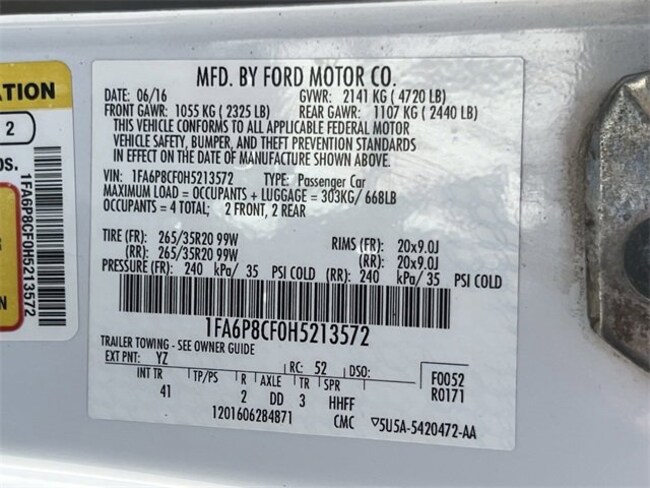 TION
2
OS.
N
1FA6P8CF0H5213572
MFD. BY FORD MOTOR CO.
DATE: 06/16 GVWR: 2141 KG ( 4720 LB)
FRONT GAWR: 1055 KG ( 2325 LB) REAR GAWR: 1107 KG ( 2440 LB)
THIS VEHICLE CONFORMS TO ALL APPLICABLE FEDERAL MOTOR
VEHICLE SAFETY, BUMPER, AND THEFT PREVENTION STANDARDS
IN EFFECT ON THE DATE OF MANUFACTURE SHOWN ABOVE.
VIN: 1FA6P8CF0H5213572 TYPE: Passenger Car
MAXIMUM LOAD = OCCUPANTS + LUGGAGE = 303KG/ 668LB
OCCUPANTS = 4 TOTAL; 2 FRONT, 2 REAR
TIRE (FR): 265/35R20 99W RIMS (FR): 20x9.0J
(RR): 265/35R20 99W (RR): 20x9.0J
PRESSURE (FR): 240 kPa/ 35 PSI COLD (RR): 240 kPa/ 35 PSI COLD
1FA6P8CF0H5213572
TRAILER TOWING - SEE OWNER GUIDE
EXT PNT: YZ RC: 52 DSO: F0052
INT TR TP/PS R AXLE TR SPR R0171
41 2 DD 3 HHFF
1201606284871 CMC ▽5U5A-5420472-AA